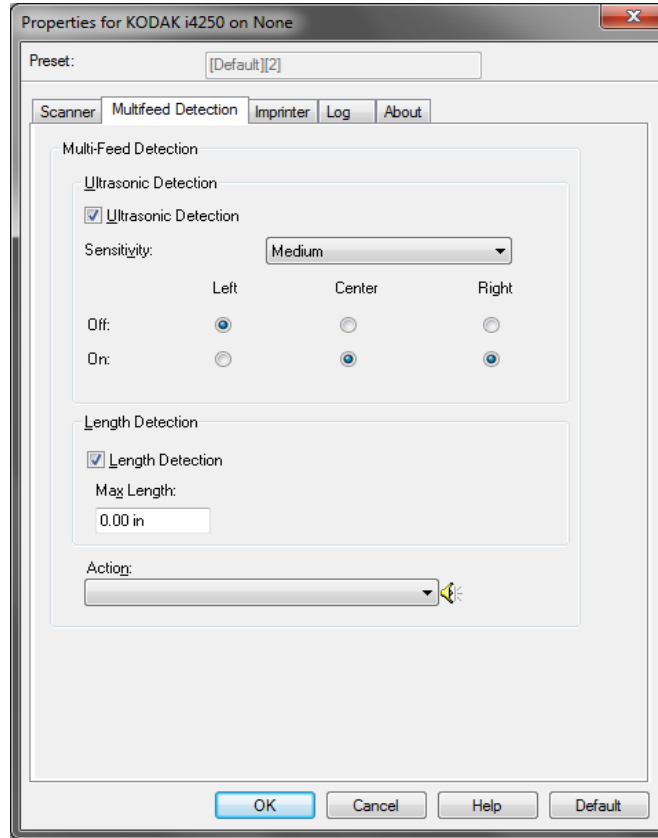 Properties for KODAK i4250 on None
Preset: [Default][2]
Scanner Multifeed Detection Imprinter Log About
Multi-Feed Detection
Ultrasonic Detection
Ultrasonic Detection
Sensitivity: Medium
Left Center Right
Off:
On:
Length Detection
Length Detection
Max Length:
0.00 in
Action:
OK Cancel Help Default